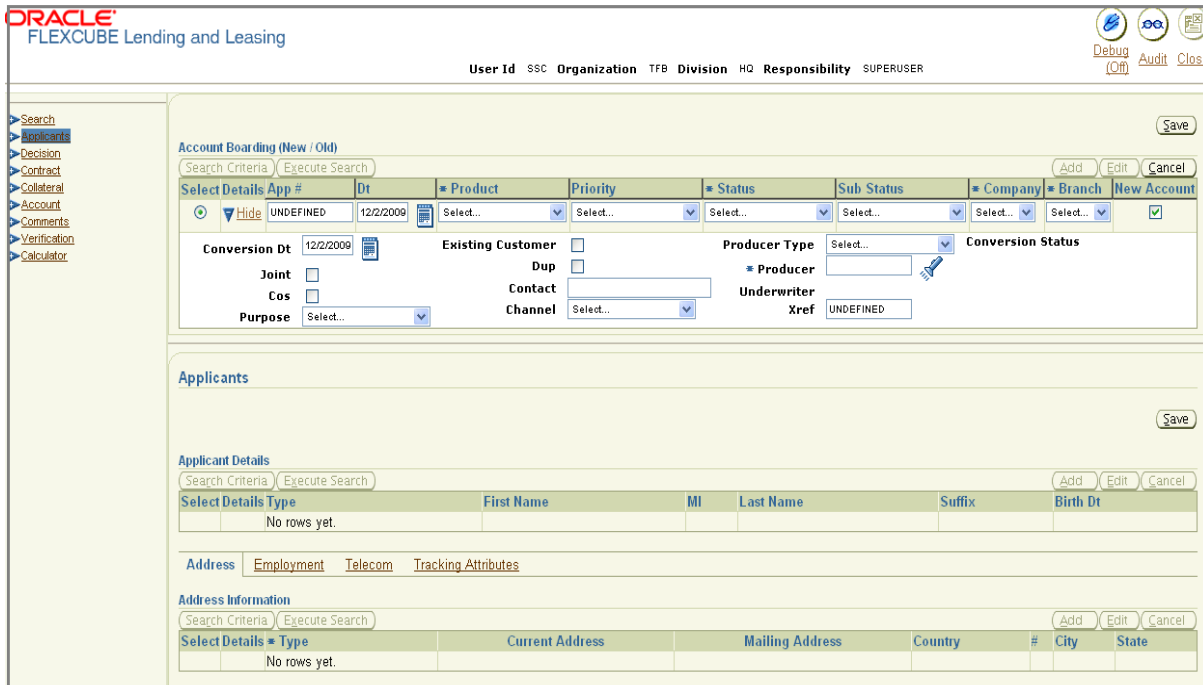 ORACLE
FLEXCUBE Lending and Leasing
Debug (Off) Audit Clos
User Id SSC Organization TFB Division HQ Responsibility SUPERUSER
Search
Applicants
Decision
Contract
Collateral
Account
Comments
Verification
Calculator
Save
Account Boarding (New / Old)
Search Criteria Execute Search Add Edit Cancel
Select Details App # Dt * Product Priority * Status Sub Status * Company * Branch New Account
Hide UNDEFINED 12/2/2009 Select... Select... Select... Select... Select... Select...
Conversion Dt 12/2/2009 Existing Customer Producer Type Select... Conversion Status
Joint Dup * Producer
Cos Contact Underwriter
Purpose Select... Channel Select... Xref UNDEFINED
Applicants
Save
Applicant Details
Search Criteria Execute Search Add Edit Cancel
Select Details Type First Name MI Last Name Suffix Birth Dt
No rows yet.
Address Employment Telecom Tracking Attributes
Address Information
Search Criteria Execute Search Add Edit Cancel
Select Details * Type Current Address Mailing Address Country # City State
No rows yet.